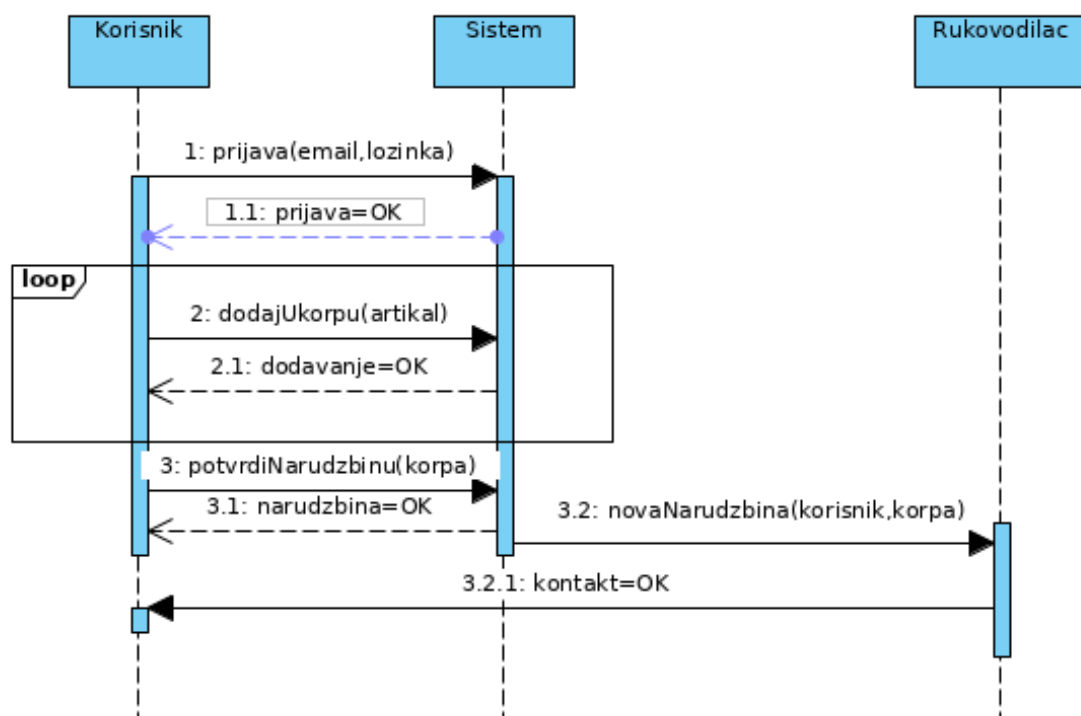 Korisnik
Sistem
Rukovodilac
1: prijava(email,lozinka)
1.1: prijava=OK
loop
2: dodajUkorpu(artikal)
2.1: dodavanje=OK
3: potvrdiNarudzbinu(korpa)
3.1: narudzbina=OK
3.2: novaNarudzbina(korisnik,korpa)
3.2.1: kontakt=OK